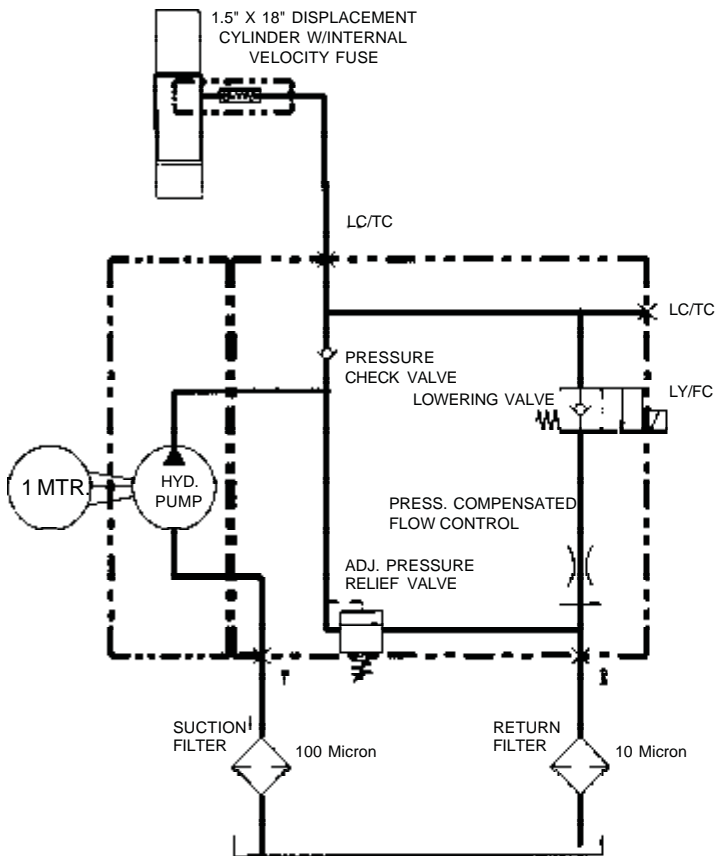 1.5" X 18" DISPLACEMENT
CYLINDER W/INTERNAL
VELOCITY FUSE
LC/TC
LC/TC
PRESSURE
CHECK VALVE
LOWERING VALVE
LY/FC
1 MTR.
HYD.
PUMP
PRESS. COMPENSATED
FLOW CONTROL
ADJ. PRESSURE
RELIEF VALVE
SUCTION
FILTER
100 Micron
RETURN
FILTER
10 Micron